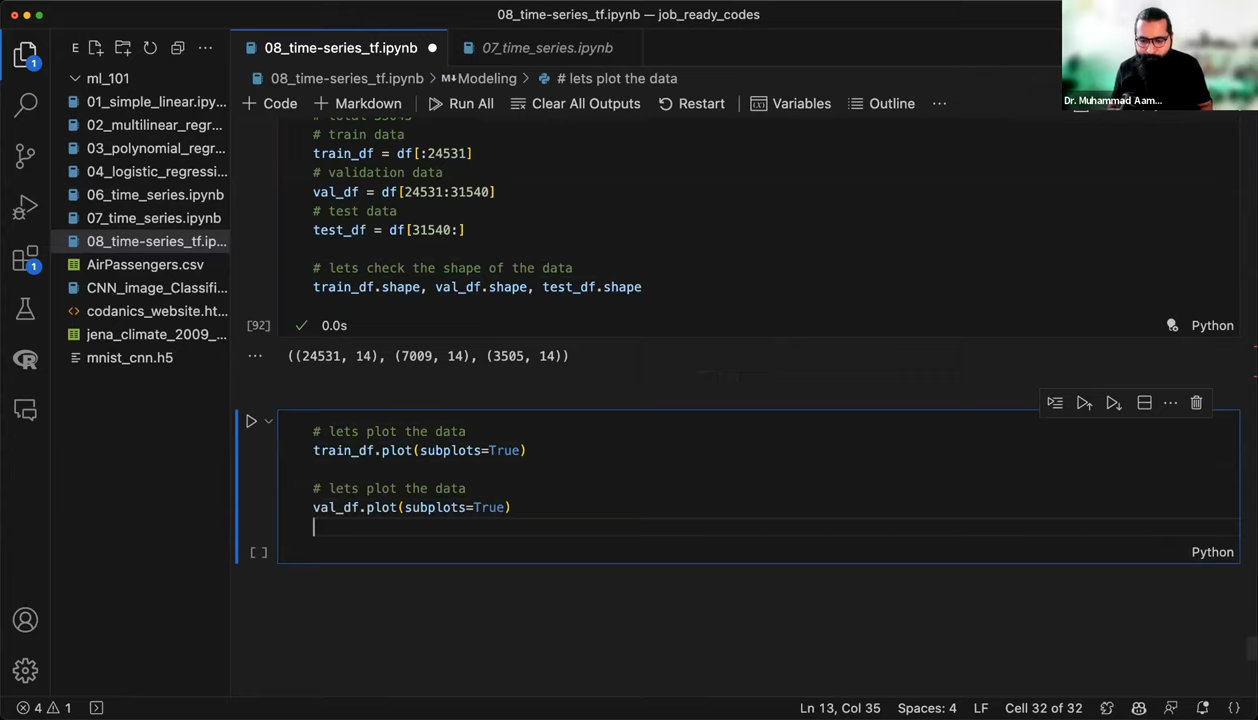 08_time-series_tf.ipynb — job_ready_codes
1
E
08_time-series_tf.ipynb
07_time_series.ipynb
ml_101
01_simple_linear.ipy...
02_multilinear_regr...
03_polynomial_regr...
04_logistic_regressi...
06_time_series.ipynb
07_time_series.ipynb
08_time-series_tf.ip...
AirPassengers.csv
CNN_image_Classifi...
codanics_website.ht...
jena_climate_2009_...
mnist_cnn.h5
1
R
08_time-series_tf.ipynb > M↓Modeling > # lets plot the data
+ Code + Markdown Run All Clear All Outputs Restart Variables Outline ...
Dr. Muhammad Aam...
# train data
train_df = df[:24531]
# validation data
val_df = df[24531:31540]
# test data
test_df = df[31540:]
# lets check the shape of the data
train_df.shape, val_df.shape, test_df.shape
[92] 0.0s Python
... ((24531, 14), (7009, 14), (3505, 14))
# lets plot the data
train_df.plot(subplots=True)
# lets plot the data
val_df.plot(subplots=True)
[ ] Python
4 1 Ln 13, Col 35 Spaces: 4 LF Cell 32 of 32